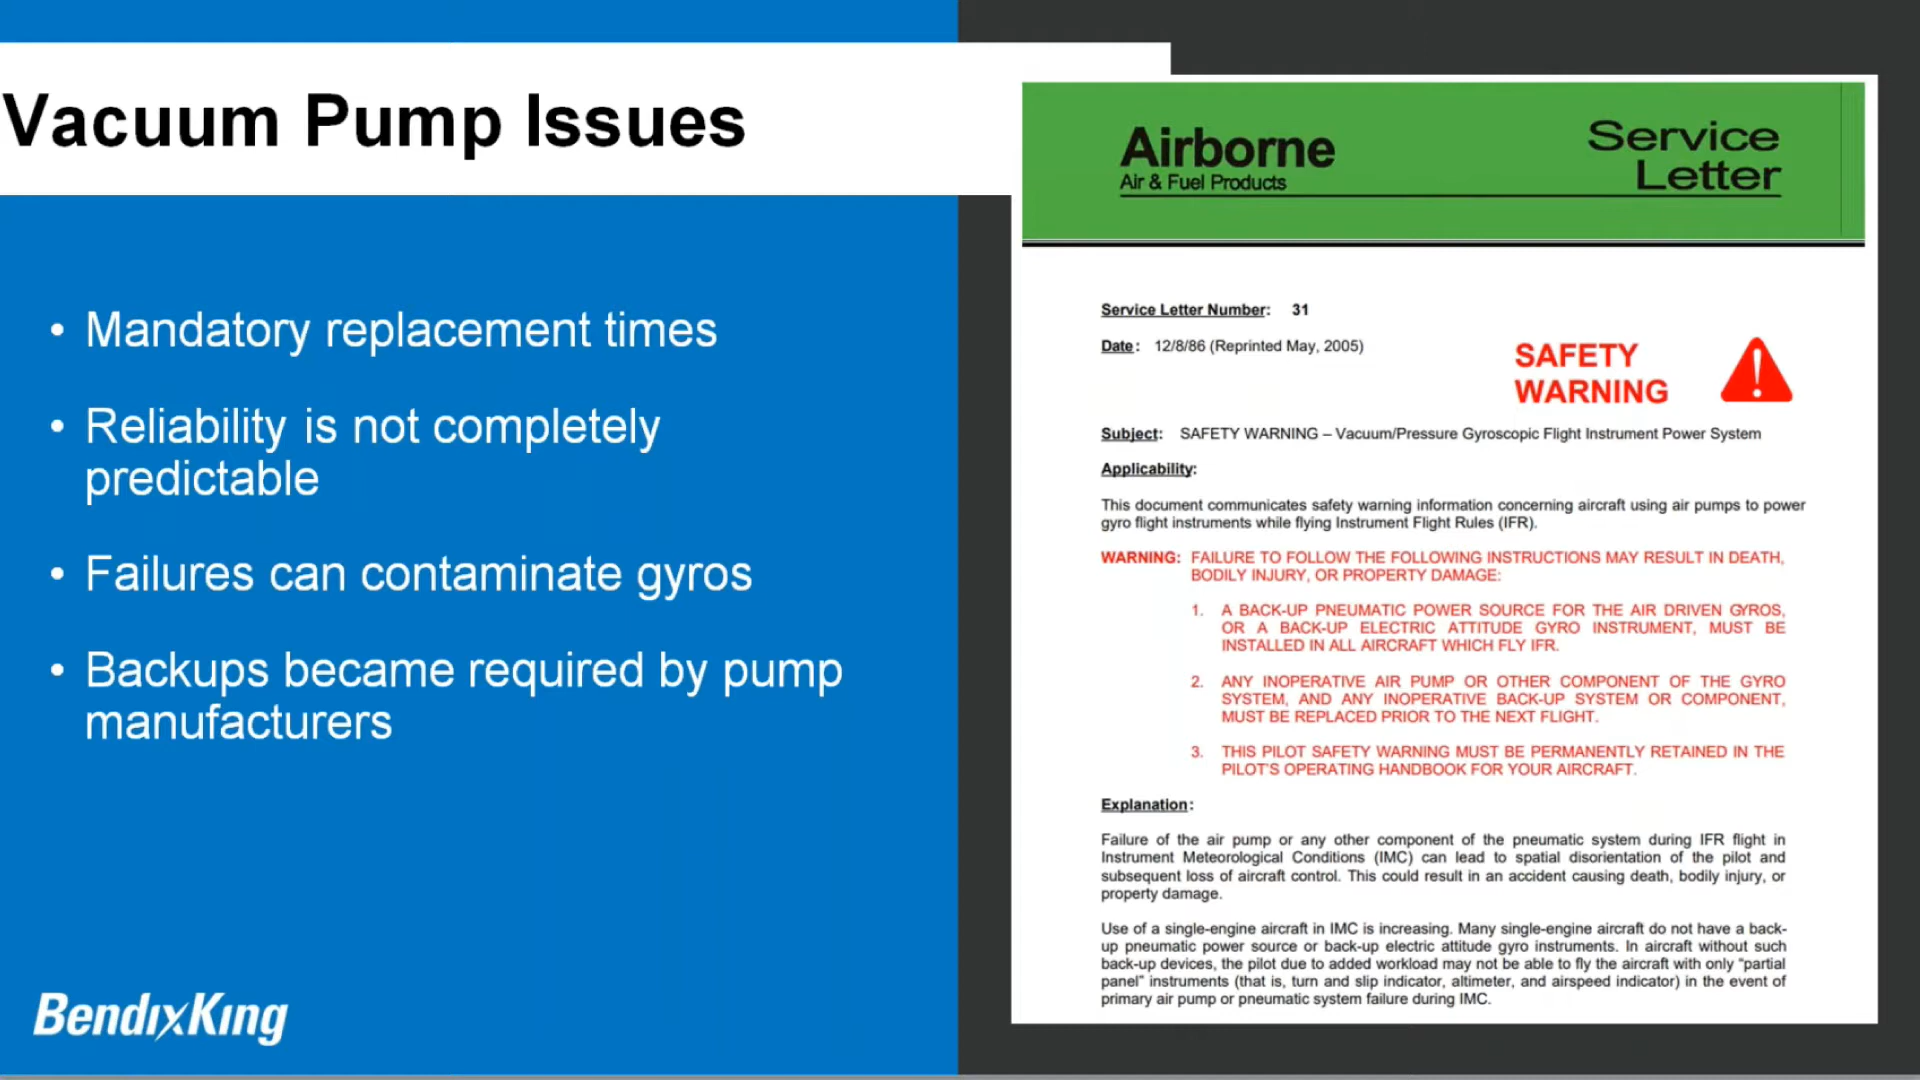 Vacuum Pump Issues
• Mandatory replacement times
• Reliability is not completely
predictable
• Failures can contaminate gyros
• Backups became required by pump
manufacturers
BendixKing
Airborne
Air & Fuel Products
Service
Letter
Service Letter Number: 31
Date: 12/8/86 (Reprinted May, 2005)
SAFETY
WARNING
Subject: SAFETY WARNING – Vacuum/Pressure Gyroscopic Flight Instrument Power System
Applicability:
This document communicates safety warning information concerning aircraft using air pumps to power
gyro flight instruments while flying Instrument Flight Rules (IFR).
WARNING: FAILURE TO FOLLOW THE FOLLOWING INSTRUCTIONS MAY RESULT IN DEATH,
BODILY INJURY, OR PROPERTY DAMAGE:
1. A BACK-UP PNEUMATIC POWER SOURCE FOR THE AIR DRIVEN GYROS,
OR A BACK-UP ELECTRIC ATTITUDE GYRO INSTRUMENT, MUST BE
INSTALLED IN ALL AIRCRAFT WHICH FLY IFR.
2. ANY INOPERATIVE AIR PUMP OR OTHER COMPONENT OF THE GYRO
SYSTEM, AND ANY INOPERATIVE BACK-UP SYSTEM OR COMPONENT,
MUST BE REPLACED PRIOR TO THE NEXT FLIGHT.
3. THIS PILOT SAFETY WARNING MUST BE PERMANENTLY RETAINED IN THE
PILOT'S OPERATING HANDBOOK FOR YOUR AIRCRAFT.
Explanation:
Failure of the air pump or any other component of the pneumatic system during IFR flight in
Instrument Meteorological Conditions (IMC) can lead to spatial disorientation of the pilot and
subsequent loss of aircraft control. This could result in an accident causing death, bodily injury, or
property damage.
Use of a single-engine aircraft in IMC is increasing. Many single-engine aircraft do not have a back-
up pneumatic power source or back-up electric attitude gyro instruments. In aircraft without such
back-up devices, the pilot due to added workload may not be able to fly the aircraft with only “partial
panel” instruments (that is, turn and slip indicator, altimeter, and airspeed indicator) in the event of
primary air pump or pneumatic system failure during IMC.